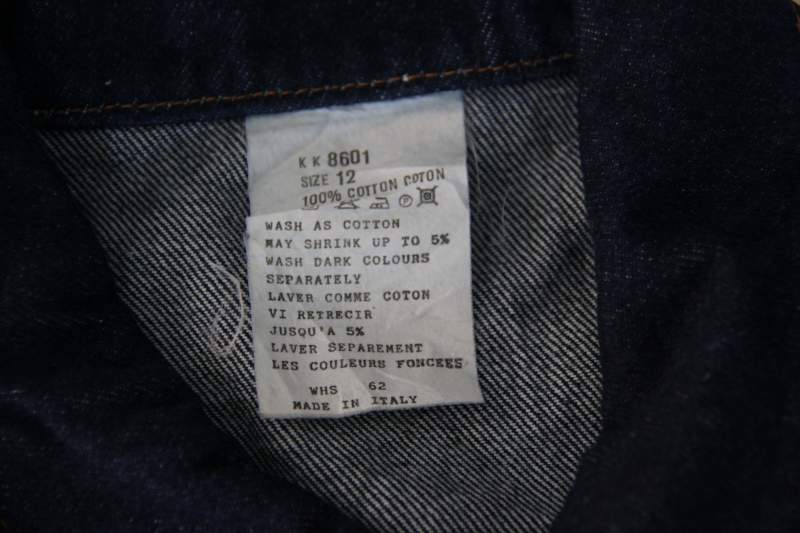 KK 8601
SIZE 12
100% COTTON COTON
P
WASH AS COTTON
MAY SHRINK UP TO 5%
WASH DARK COLOURS
SEPARATELY
LAVER COMME COTON
VI RETRECIR
JUSQU'A 5%
LAVER SEPAREMENT
LES COULEURS FONCEES
WHS 62
MADE IN ITALY